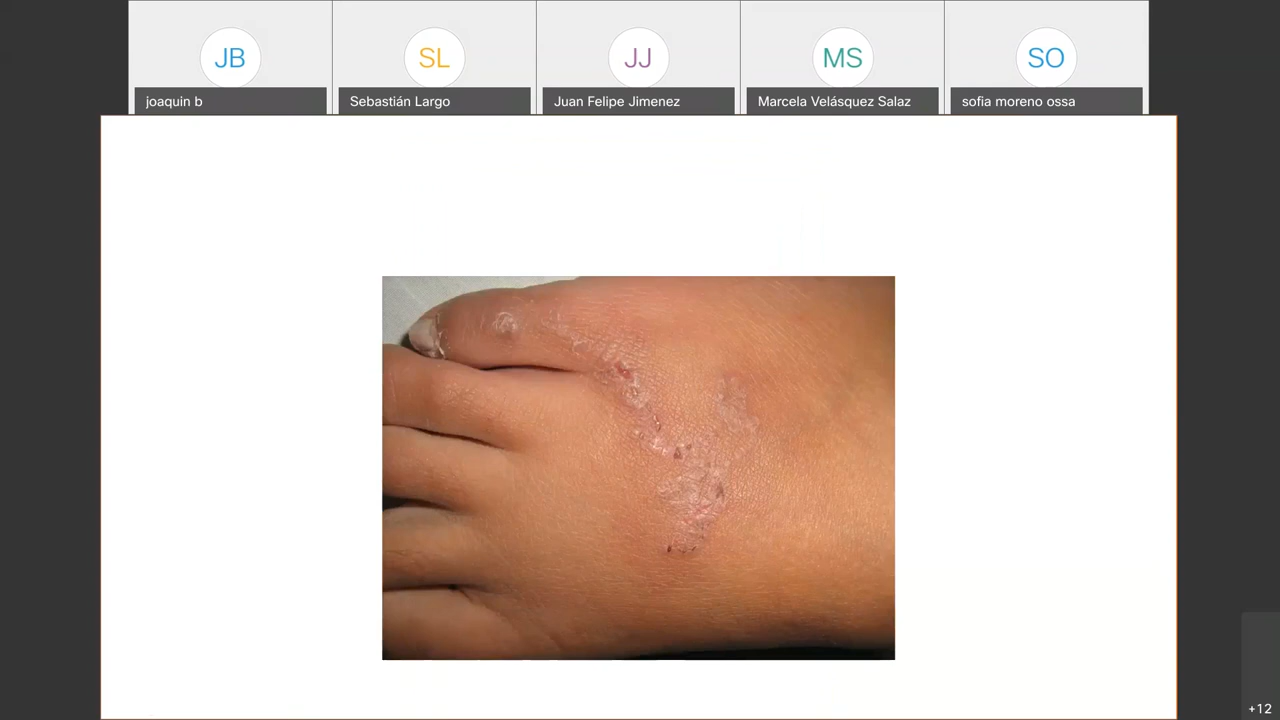 JB
SL
JJ
MS
SO
joaquin b
Sebastián Largo
Juan Felipe Jimenez
Marcela Velásquez Salaz
sofia moreno ossa
+12